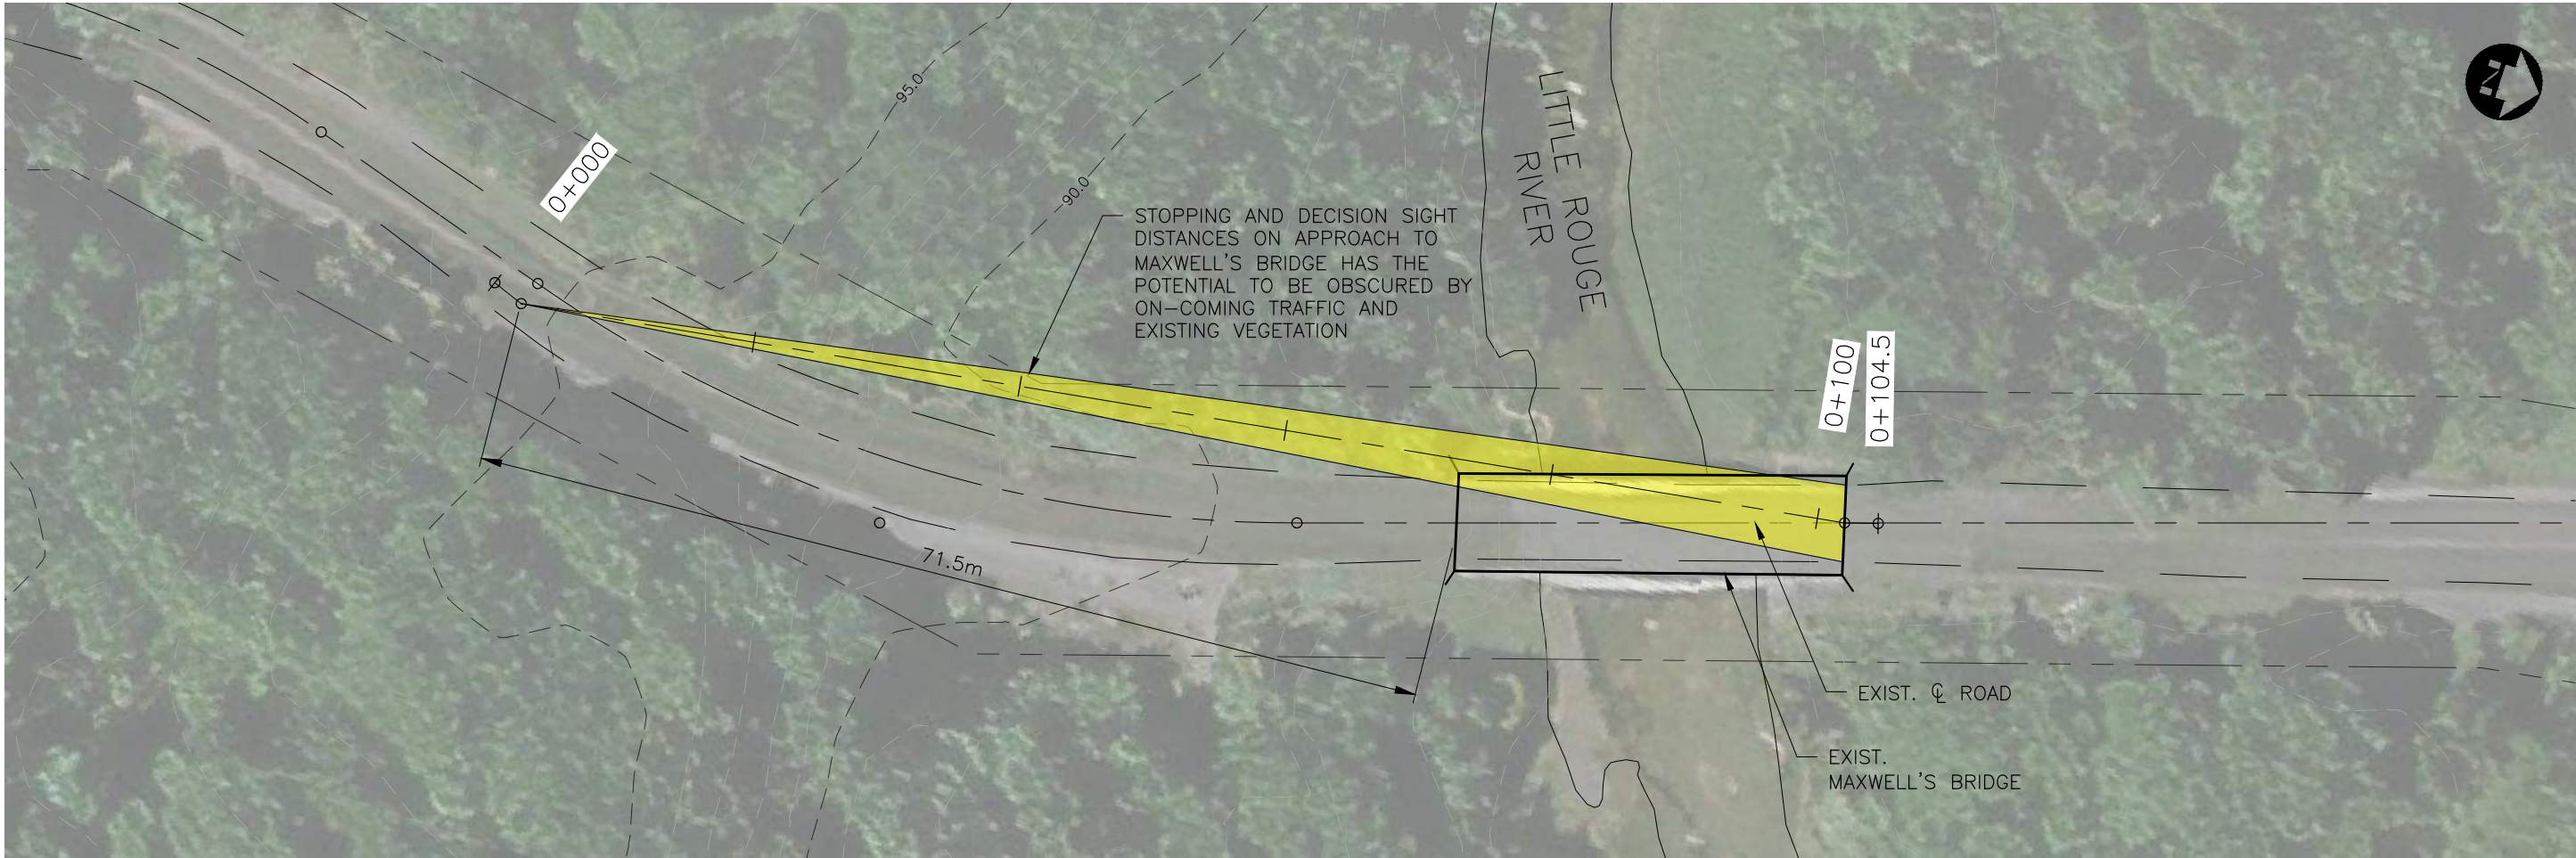 95.0
0+000
90.0
STOPPING AND DECISION SIGHT
DISTANCES ON APPROACH TO
MAXWELL'S BRIDGE HAS THE
POTENTIAL TO BE OBSCURED BY
ON-COMING TRAFFIC AND
EXISTING VEGETATION
LITTLE ROUGE
RIVER
N
0+100
0+104.5
71.5m
EXIST. ℄ ROAD
EXIST.
MAXWELL'S BRIDGE